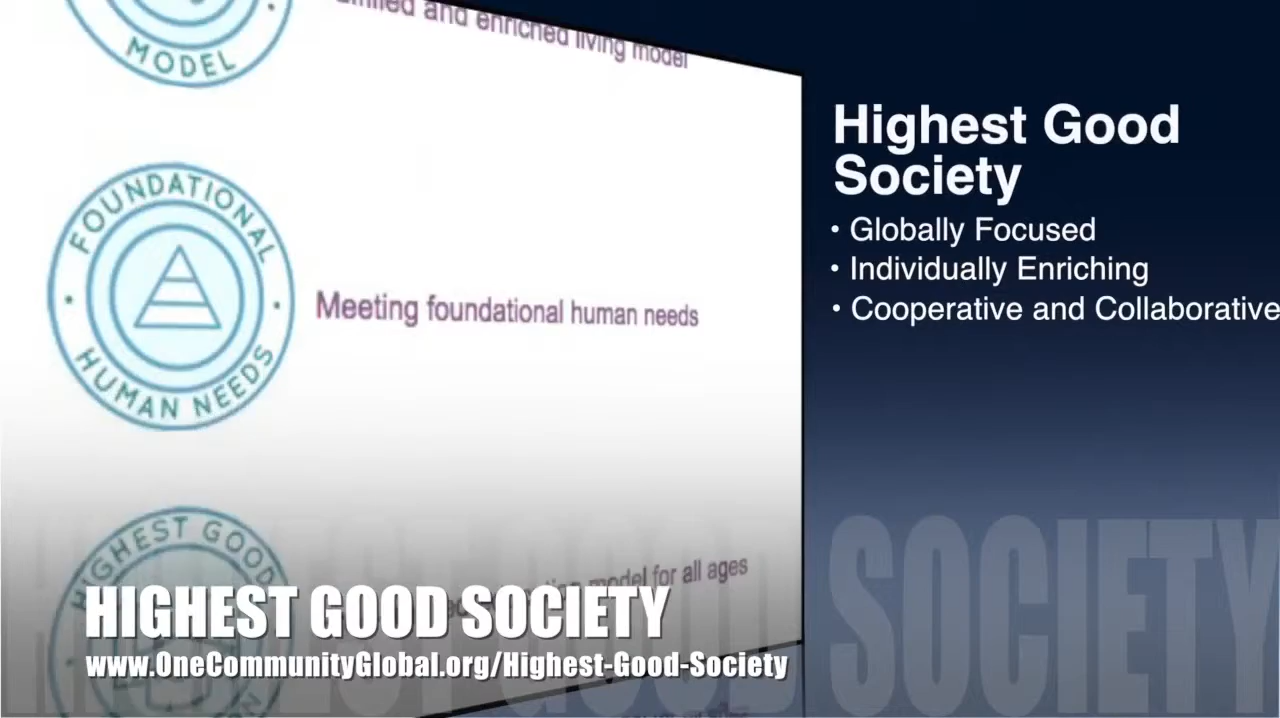 MODEL
and enriched living model
FOUNDATIONAL
HUMAN NEEDS
Meeting foundational human needs
HIGHEST GOOD
model for all ages
Highest Good
Society
• Globally Focused
• Individually Enriching
• Cooperative and Collaborative
HIGHEST GOOD SOCIETY
HIGHEST GOOD SOCIETY
www.OneCommunityGlobal.org/Highest-Good-Society